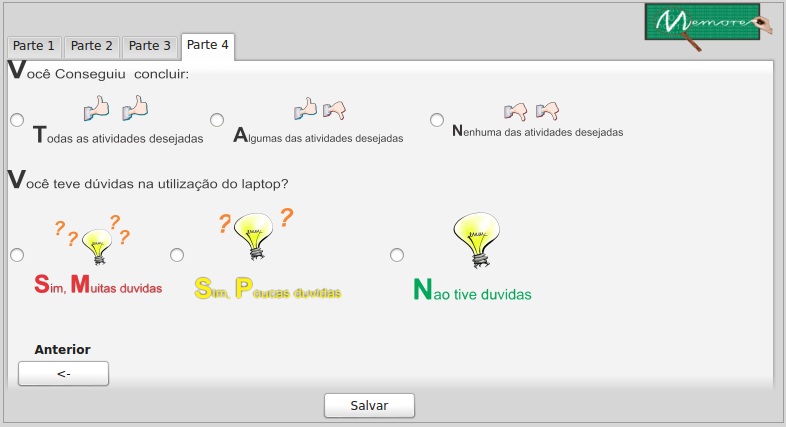 Memore
Parte 1 Parte 2 Parte 3 Parte 4
Você Conseguiu concluir:
Todas as atividades desejadas Algumas das atividades desejadas Nenhuma das atividades desejadas
Você teve dúvidas na utilização do laptop?
? ? ? ? ? ?
Sim, Muitas duvidas Sim, Poucas duvidas Nao tive duvidas
Anterior
<-
Salvar